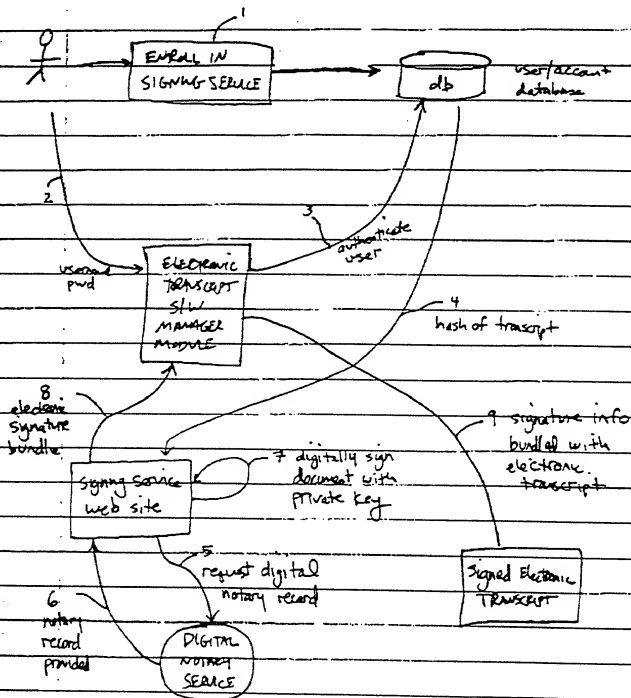 1
ENROLL IN
SIGNING SERVICE
db
user/account
database
2
3
authenticate
user
pwd
ELECTRONIC
TRANSCRIPT
S/W
MANAGER
MODULE
4
hash of transcript
8
electronic
signature
bundle
9 signature info
bundled with
electronic
transcript
7 digitally sign
document with
private key
signing service
web site
5
request digital
notary record
6
notary
record
provided
Signed Electronic
TRANSCRIPT
DIGITAL
NOTARY
SERVICE